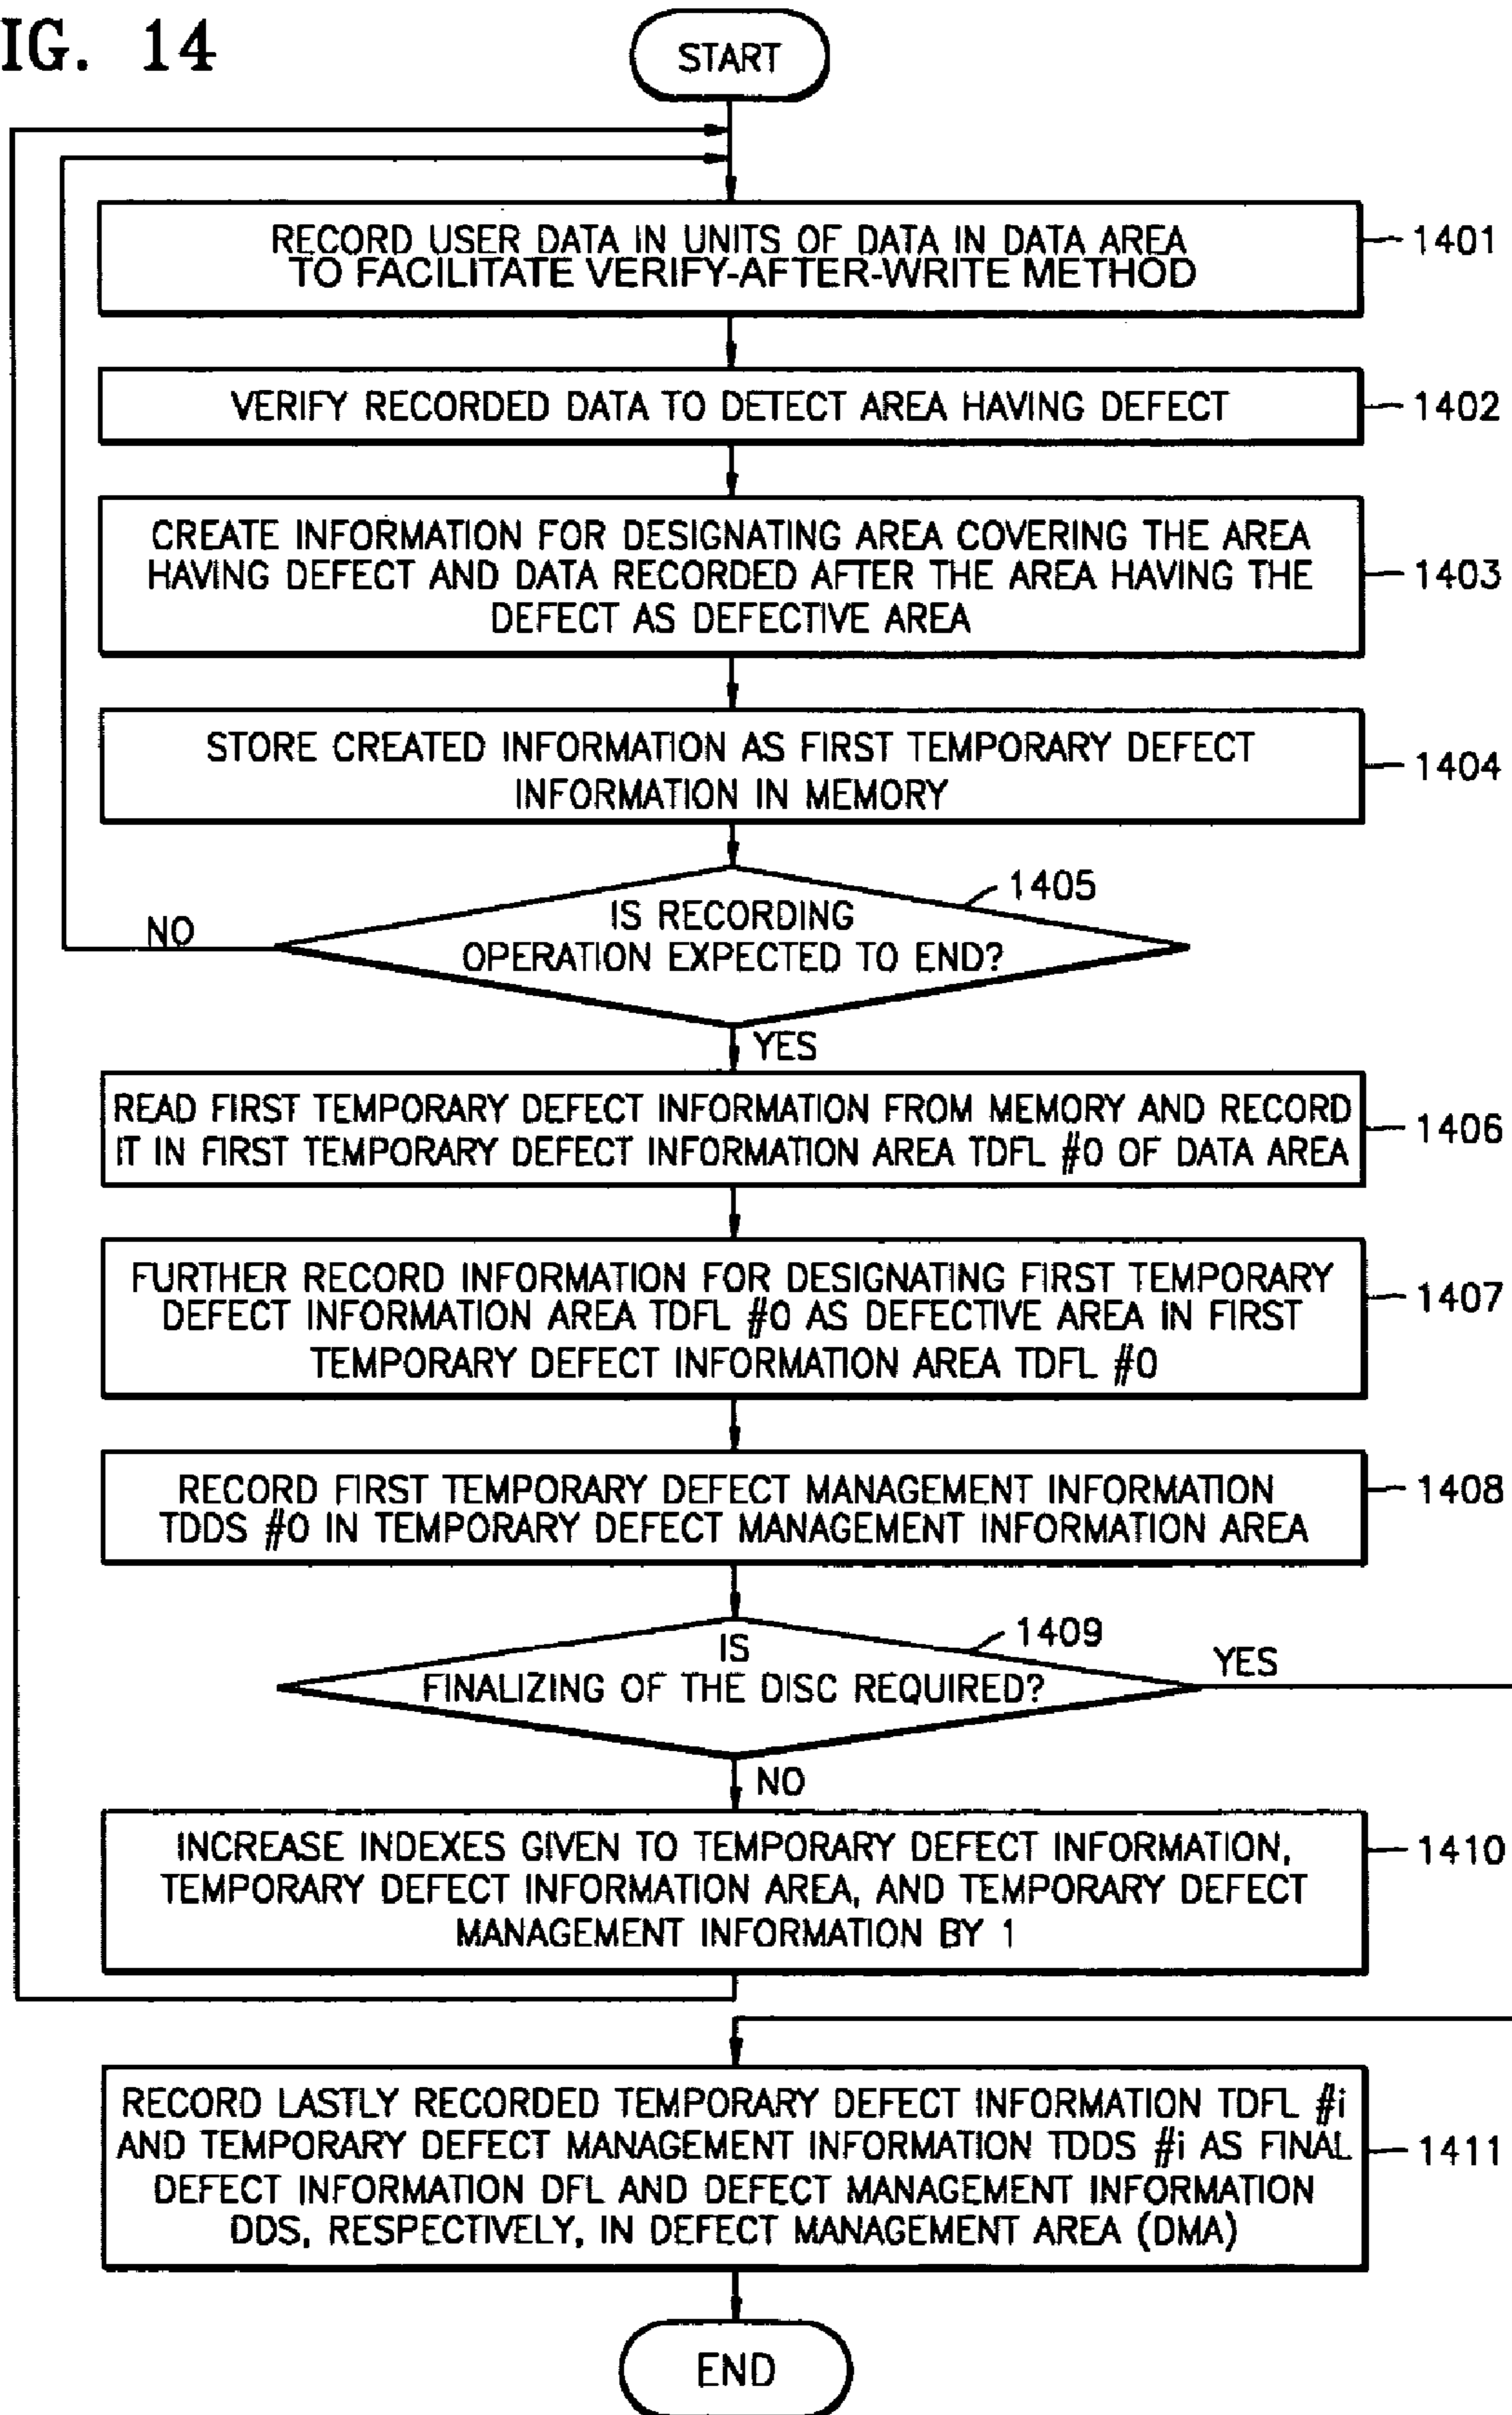 IG. 14
START
RECORD USER DATA IN UNITS OF DATA IN DATA AREA
TO FACILITATE VERIFY-AFTER-WRITE METHOD
1401
VERIFY RECORDED DATA TO DETECT AREA HAVING DEFECT
1402
CREATE INFORMATION FOR DESIGNATING AREA COVERING THE AREA
HAVING DEFECT AND DATA RECORDED AFTER THE AREA HAVING THE
DEFECT AS DEFECTIVE AREA
1403
STORE CREATED INFORMATION AS FIRST TEMPORARY DEFECT
INFORMATION IN MEMORY
1404
1405
IS RECORDING
OPERATION EXPECTED TO END?
NO
YES
READ FIRST TEMPORARY DEFECT INFORMATION FROM MEMORY AND RECORD
IT IN FIRST TEMPORARY DEFECT INFORMATION AREA TDFL #0 OF DATA AREA
1406
FURTHER RECORD INFORMATION FOR DESIGNATING FIRST TEMPORARY
DEFECT INFORMATION AREA TDFL #0 AS DEFECTIVE AREA IN FIRST
TEMPORARY DEFECT INFORMATION AREA TDFL #0
1407
RECORD FIRST TEMPORARY DEFECT MANAGEMENT INFORMATION
TDDS #0 IN TEMPORARY DEFECT MANAGEMENT INFORMATION AREA
1408
1409
IS
FINALIZING OF THE DISC REQUIRED?
YES
NO
INCREASE INDEXES GIVEN TO TEMPORARY DEFECT INFORMATION,
TEMPORARY DEFECT INFORMATION AREA, AND TEMPORARY DEFECT
MANAGEMENT INFORMATION BY 1
1410
RECORD LASTLY RECORDED TEMPORARY DEFECT INFORMATION TDFL #i
AND TEMPORARY DEFECT MANAGEMENT INFORMATION TDDS #i AS FINAL
DEFECT INFORMATION DFL AND DEFECT MANAGEMENT INFORMATION
DDS, RESPECTIVELY, IN DEFECT MANAGEMENT AREA (DMA)
1411
END